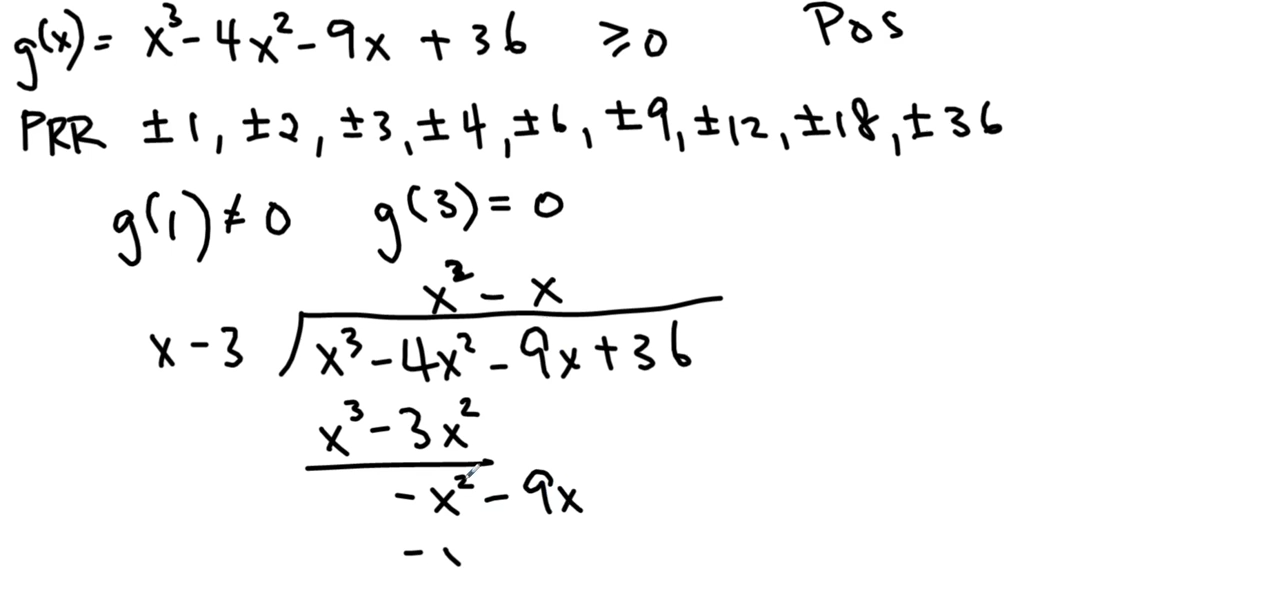 g(x) = x³ - 4x² - 9x + 36 ≥ 0 Pos
PRR ±1, ±2, ±3, ±4, ±6, ±9, ±12, ±18, ±36
g(1) ≠ 0 g(3) = 0
x² - x
x - 3 x³ - 4x² - 9x + 36
x³ - 3x²
- x² - 9x
-